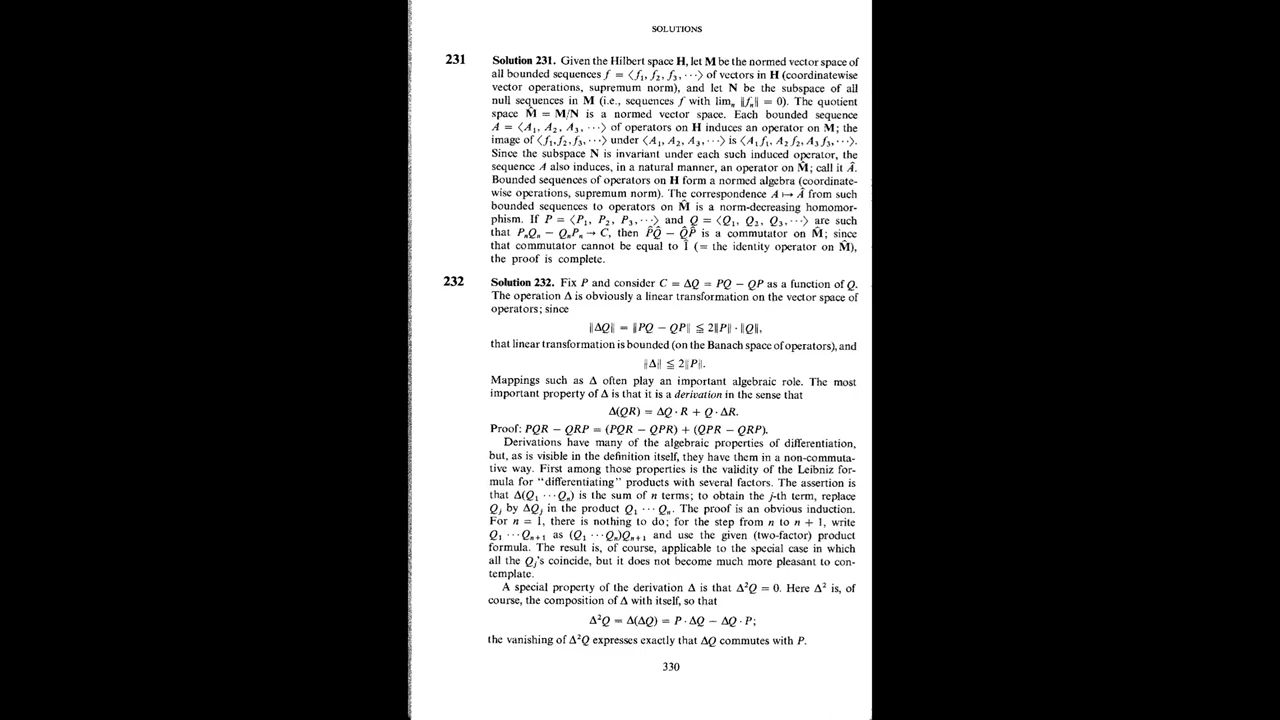 SOLUTIONS
231 Solution 231. Given the Hilbert space H, let M be the normed vector space of
all bounded sequences f = ⟨f₁, f₂, f₃, ···⟩ of vectors in H (coordinatewise
vector operations, supremum norm), and let N be the subspace of all
null sequences in M (i.e., sequences f with limₙ ‖fₙ‖ = 0). The quotient
space M̂ = M/N is a normed vector space. Each bounded sequence
A = ⟨A₁, A₂, A₃, ···⟩ of operators on H induces an operator on M; the
image of ⟨f₁, f₂, f₃, ···⟩ under ⟨A₁, A₂, A₃, ···⟩ is ⟨A₁f₁, A₂f₂, A₃f₃, ···⟩.
Since the subspace N is invariant under each such induced operator, the
sequence A also induces, in a natural manner, an operator on M̂; call it Â.
Bounded sequences of operators on H form a normed algebra (coordinate-
wise operations, supremum norm). The correspondence A ↦ Â from such
bounded sequences to operators on M̂ is a norm-decreasing homomor-
phism. If P = ⟨P₁, P₂, P₃, ···⟩ and Q = ⟨Q₁, Q₂, Q₃, ···⟩ are such
that PₙQₙ − QₙPₙ → C, then P̂Q̂ − Q̂P̂ is a commutator on M̂; since
that commutator cannot be equal to 1̂ (= the identity operator on M̂),
the proof is complete.
232 Solution 232. Fix P and consider C = ΔQ = PQ − QP as a function of Q.
The operation Δ is obviously a linear transformation on the vector space of
operators; since
‖ΔQ‖ = ‖PQ − QP‖ ≦ 2‖P‖ · ‖Q‖,
that linear transformation is bounded (on the Banach space of operators), and
‖Δ‖ ≦ 2‖P‖.
Mappings such as Δ often play an important algebraic role. The most
important property of Δ is that it is a derivation in the sense that
Δ(QR) = ΔQ · R + Q · ΔR.
Proof: PQR − QRP = (PQR − QPR) + (QPR − QRP).
Derivations have many of the algebraic properties of differentiation,
but, as is visible in the definition itself, they have them in a non-commuta-
tive way. First among those properties is the validity of the Leibniz for-
mula for "differentiating" products with several factors. The assertion is
that Δ(Q₁ ··· Qₙ) is the sum of n terms; to obtain the j-th term, replace
Qⱼ by ΔQⱼ in the product Q₁ ··· Qₙ. The proof is an obvious induction.
For n = 1, there is nothing to do; for the step from n to n + 1, write
Q₁ ··· Qₙ₊₁ as (Q₁ ··· Qₙ)Qₙ₊₁ and use the given (two-factor) product
formula. The result is, of course, applicable to the special case in which
all the Qⱼ's coincide, but it does not become much more pleasant to con-
template.
A special property of the derivation Δ is that Δ²Q = 0. Here Δ² is, of
course, the composition of Δ with itself, so that
Δ²Q = Δ(ΔQ) = P · ΔQ − ΔQ · P;
the vanishing of Δ²Q expresses exactly that ΔQ commutes with P.
330